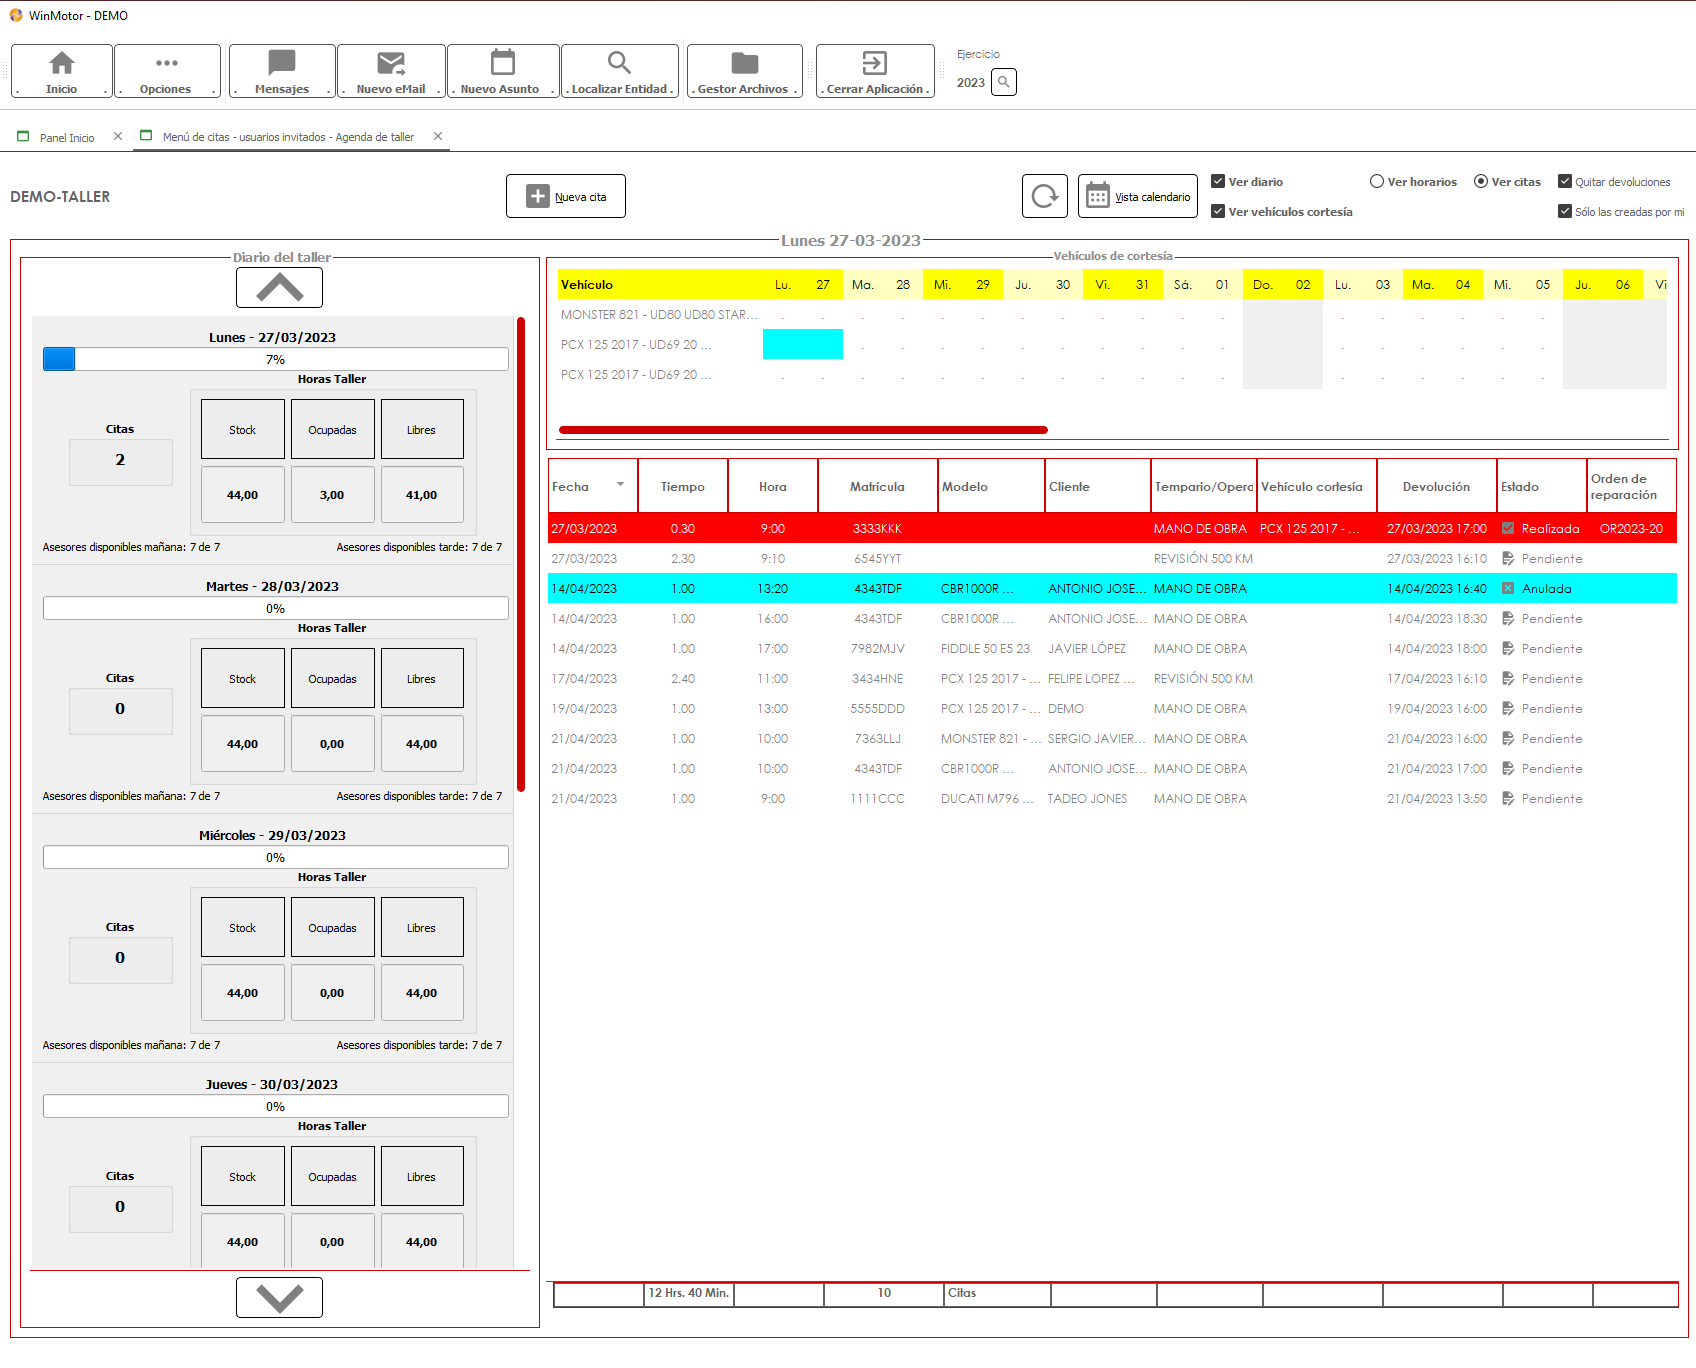 WinMotor - DEMO
. Inicio .
. Opciones .
. Mensajes .
. Nuevo eMail .
. Nuevo Asunto .
. Localizar Entidad .
. Gestor Archivos .
. Cerrar Aplicación .
Ejercicio
2023
Panel Inicio
Menú de citas - usuarios invitados - Agenda de taller
DEMO-TALLER
Nueva cita
Vista calendario
Ver diario
Ver horarios
Ver citas
Quitar devoluciones
Ver vehículos cortesía
Sólo las creadas por mi
Lunes 27-03-2023
Diario del taller
Lunes - 27/03/2023
7%
Horas Taller
Citas
2
Stock Ocupadas Libres
44,00 3,00 41,00
Asesores disponibles mañana: 7 de 7 Asesores disponibles tarde: 7 de 7
Martes - 28/03/2023
0%
Horas Taller
Citas
0
Stock Ocupadas Libres
44,00 0,00 44,00
Asesores disponibles mañana: 7 de 7 Asesores disponibles tarde: 7 de 7
Miércoles - 29/03/2023
0%
Horas Taller
Citas
0
Stock Ocupadas Libres
44,00 0,00 44,00
Asesores disponibles mañana: 7 de 7 Asesores disponibles tarde: 7 de 7
Jueves - 30/03/2023
0%
Horas Taller
Citas
0
Stock Ocupadas Libres
44,00 0,00 44,00
Vehículos de cortesía
Vehículo Lu. 27 Ma. 28 Mi. 29 Ju. 30 Vi. 31 Sá. 01 Do. 02 Lu. 03 Ma. 04 Mi. 05 Ju. 06 Vi
MONSTER 821 - UD80 UD80 STAR... . . . . . . . . . . . . . . . .
PCX 125 2017 - UD69 20 ... . . . . . . . . . . . . . .
PCX 125 2017 - UD69 20 ... . . . . . . . . . . . . . . . .
Fecha Tiempo Hora Matrícula Modelo Cliente Tempario/Opera Vehículo cortesía Devolución Estado Orden de reparación
27/03/2023 0.30 9:00 3333KKK MANO DE OBRA PCX 125 2017 - ... 27/03/2023 17:00 Realizada OR2023-20
27/03/2023 2.30 9:10 6545YYT REVISIÓN 500 KM 27/03/2023 16:10 Pendiente
14/04/2023 1.00 13:20 4343TDF CBR1000R ... ANTONIO JOSE... MANO DE OBRA 14/04/2023 16:40 Anulada
14/04/2023 1.00 16:00 4343TDF CBR1000R ... ANTONIO JOSE... MANO DE OBRA 14/04/2023 18:30 Pendiente
14/04/2023 1.00 17:00 7982MJV FIDDLE 50 E5 23 JAVIER LÓPEZ MANO DE OBRA 14/04/2023 18:00 Pendiente
17/04/2023 2.40 11:00 3434HNE PCX 125 2017 - ... FELIPE LOPEZ ... REVISIÓN 500 KM 17/04/2023 16:10 Pendiente
19/04/2023 1.00 13:00 5555DDD PCX 125 2017 - ... DEMO MANO DE OBRA 19/04/2023 16:00 Pendiente
21/04/2023 1.00 10:00 7363LLJ MONSTER 821 - ... SERGIO JAVIER... MANO DE OBRA 21/04/2023 16:00 Pendiente
21/04/2023 1.00 10:00 4343TDF CBR1000R ... ANTONIO JOSE... MANO DE OBRA 21/04/2023 17:00 Pendiente
21/04/2023 1.00 9:00 1111CCC DUCATI M796 ... TADEO JONES MANO DE OBRA 21/04/2023 13:50 Pendiente
12 Hrs. 40 Min. 10 Citas